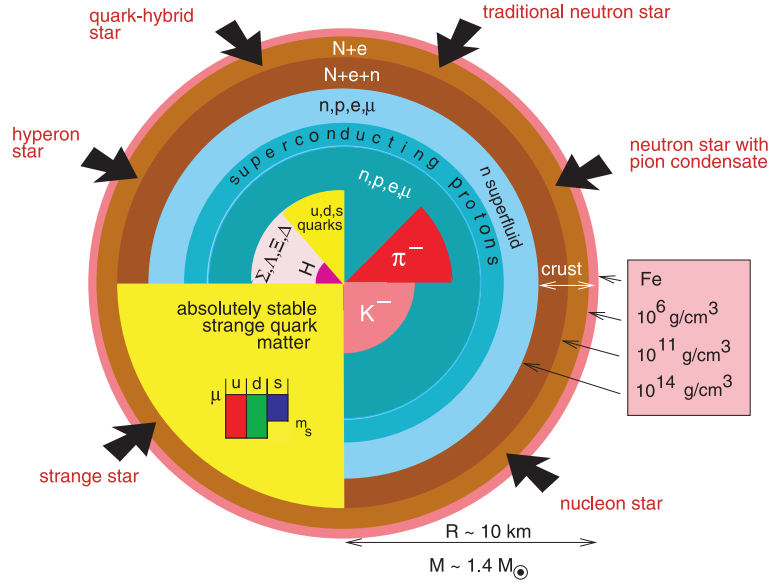 quark-hybrid
star
traditional neutron star
N+e
N+e+n
n,p,e,μ
hyperon
star
neutron star with
pion condensate
superconducting protons
n superfluid
n,p,e,μ
u,d,s
quarks
Σ,Λ,Ξ,Δ
H
π⁻
K⁻
crust
Fe
10⁶ g/cm³
10¹¹ g/cm³
10¹⁴ g/cm³
absolutely stable
strange quark
matter
μ u d s
mₛ
strange star
nucleon star
R ~ 10 km
M ~ 1.4 M☉